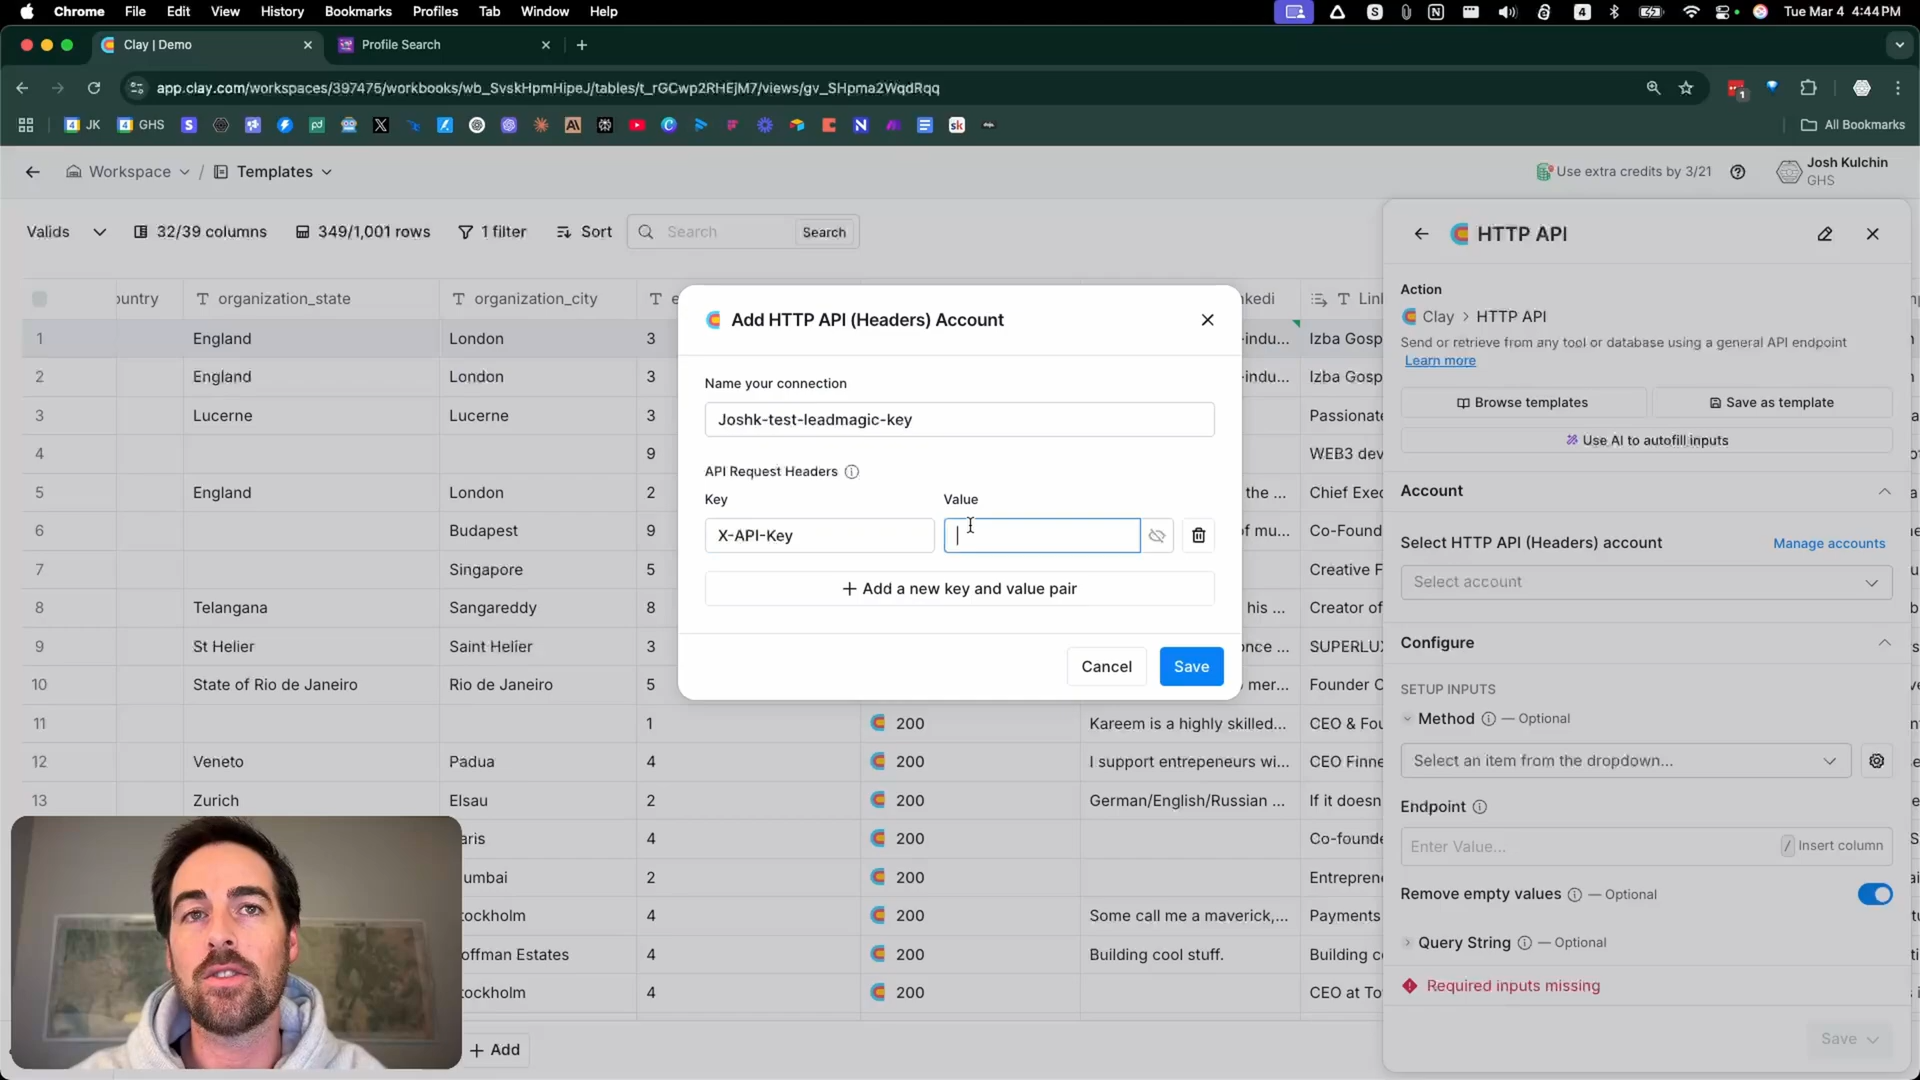 Chrome File Edit View History Bookmarks Profiles Tab Window Help
4 Tue Mar 4 4:44 PM
Clay | Demo
Profile Search
app.clay.com/workspaces/397475/workbooks/wb_SvskHpmHipeJ/tables/t_rGCwp2RHEjM7/views/gv_SHpma2WqdRqq
JK GHS All Bookmarks
Workspace / Templates
Use extra credits by 3/21
Josh Kulchin
GHS
Valids 32/39 columns 349/1,001 rows 1 filter Sort Search Search
ountry organization_state organization_city
1 England London 3 Izba Gosp
2 England London 3 Izba Gosp
3 Lucerne Lucerne 3 Passionate
4 9 WEB3 dev
5 England London 2 the ... Chief Exec
6 Budapest 9 of mu... Co-Found
7 Singapore 5 Creative F
8 Telangana Sangareddy 8 his ... Creator of
9 St Helier Saint Helier 3 once ... SUPERLUX
10 State of Rio de Janeiro Rio de Janeiro 5 mer... Founder C
11 1 200 Kareem is a highly skilled... CEO & Fou
12 Veneto Padua 4 200 I support entrepeneurs wi... CEO Finne
13 Zurich Elsau 2 200 German/English/Russian ... If it doesn
aris 4 200 Co-founde
umbai 2 200 Entreprene
tockholm 4 200 Some call me a maverick,... Payments
offman Estates 4 200 Building cool stuff. Building co
tockholm 4 200 CEO at To
+ Add
Add HTTP API (Headers) Account
Name your connection
Joshk-test-leadmagic-key
API Request Headers
Key Value
X-API-Key
+ Add a new key and value pair
Cancel Save
HTTP API
Action
Clay > HTTP API
Send or retrieve from any tool or database using a general API endpoint
Learn more
Browse templates Save as template
Use AI to autofill inputs
Account
Select HTTP API (Headers) account Manage accounts
Select account
Configure
SETUP INPUTS
Method — Optional
Select an item from the dropdown...
Endpoint
Enter Value... / Insert column
Remove empty values — Optional
Query String — Optional
Required inputs missing
Save